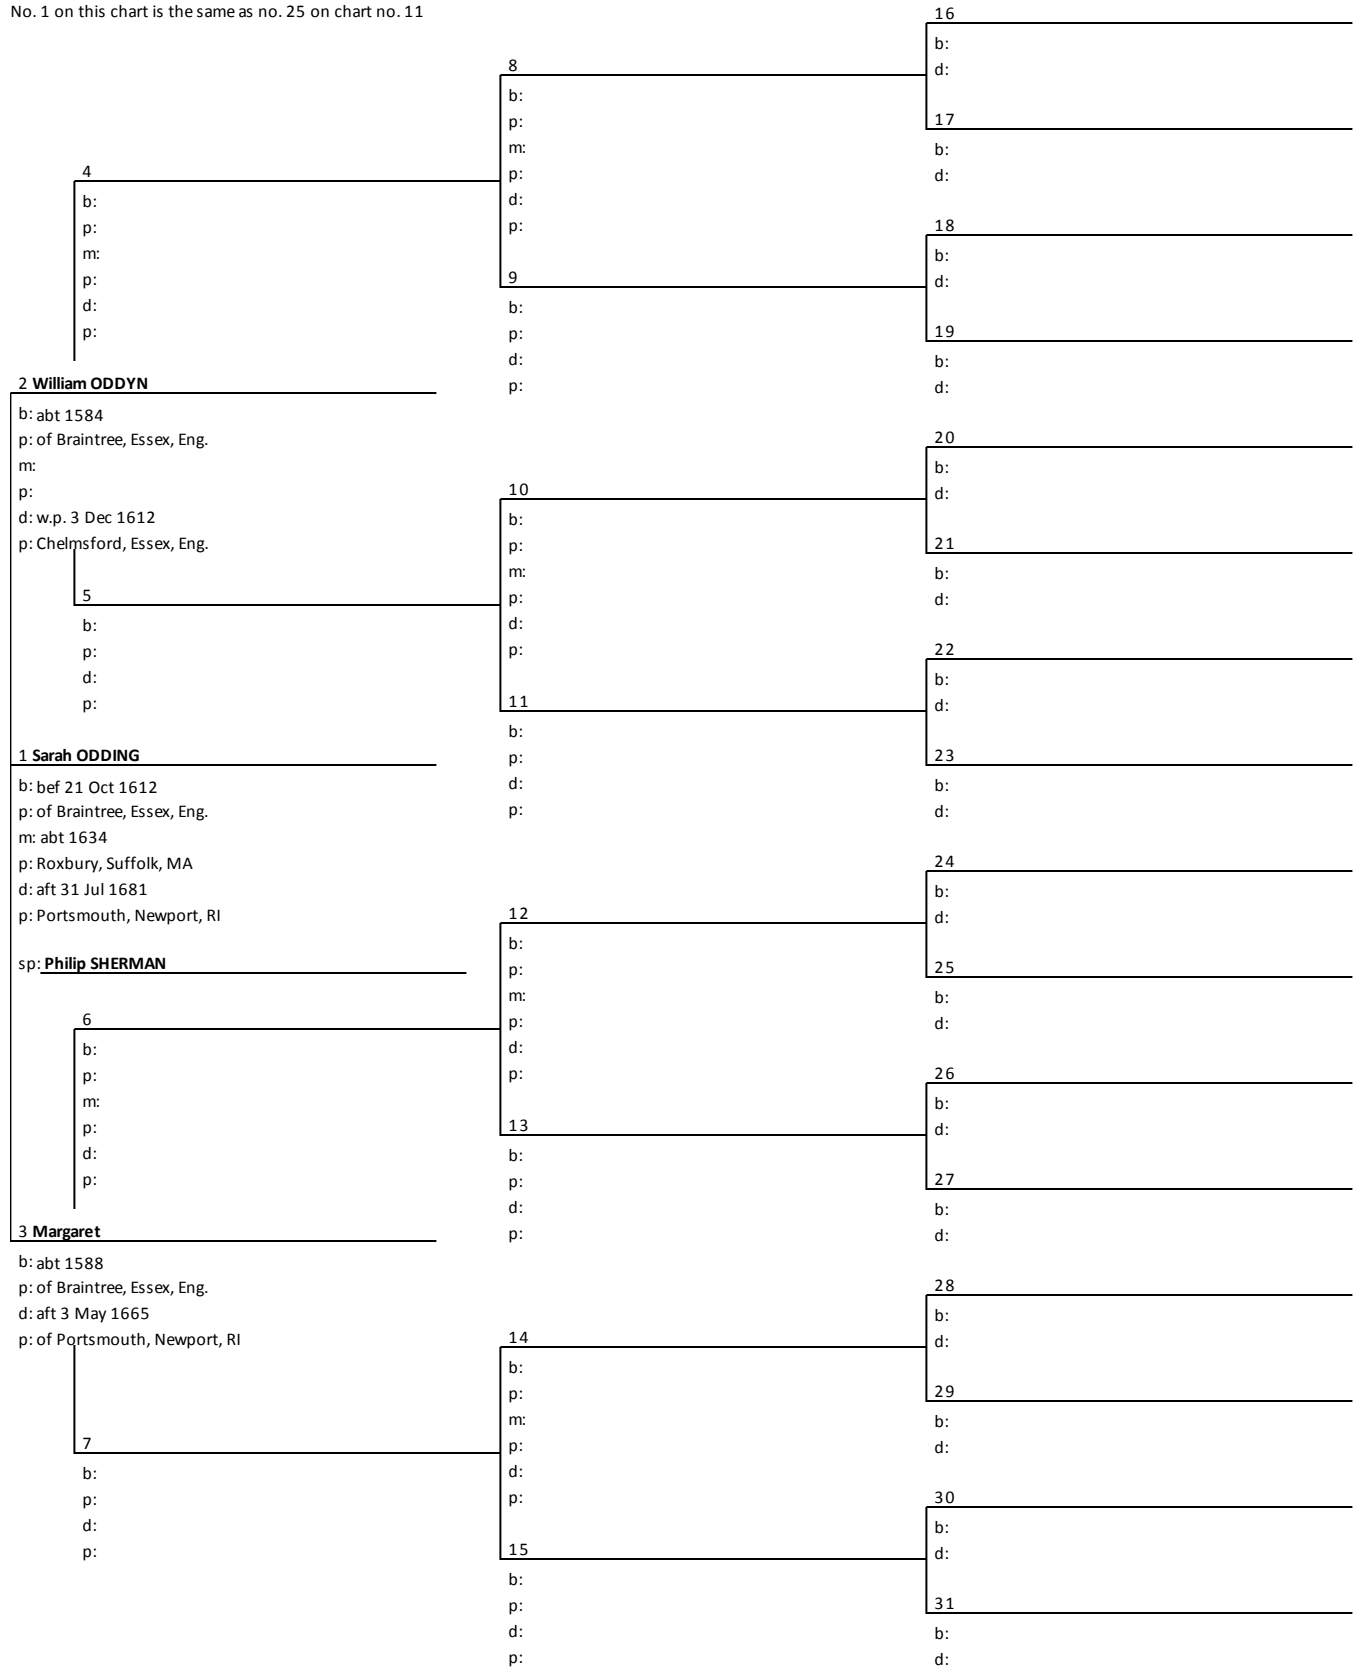 No. 1 on this chart is the same as no. 25 on chart no. 11
4
b:
p:
m:
p:
d:
p:
2 William ODDYN
b: abt 1584
p: of Braintree, Essex, Eng.
m:
p:
d: w.p. 3 Dec 1612
p: Chelmsford, Essex, Eng.
5
b:
p:
d:
p:
1 Sarah ODDING
b: bef 21 Oct 1612
p: of Braintree, Essex, Eng.
m: abt 1634
p: Roxbury, Suffolk, MA
d: aft 31 Jul 1681
p: Portsmouth, Newport, RI
sp: Philip SHERMAN
6
b:
p:
m:
p:
d:
p:
3 Margaret
b: abt 1588
p: of Braintree, Essex, Eng.
d: aft 3 May 1665
p: of Portsmouth, Newport, RI
7
b:
p:
d:
p:
8
b:
p:
m:
p:
d:
p:
9
b:
p:
d:
p:
10
b:
p:
m:
p:
d:
p:
11
b:
p:
d:
p:
12
b:
p:
m:
p:
d:
p:
13
b:
p:
d:
p:
14
b:
p:
m:
p:
d:
p:
15
b:
p:
d:
p:
16
b:
d:
17
b:
d:
18
b:
d:
19
b:
d:
20
b:
d:
21
b:
d:
22
b:
d:
23
b:
d:
24
b:
d:
25
b:
d:
26
b:
d:
27
b:
d:
28
b:
d:
29
b:
d:
30
b:
d:
31
b:
d: